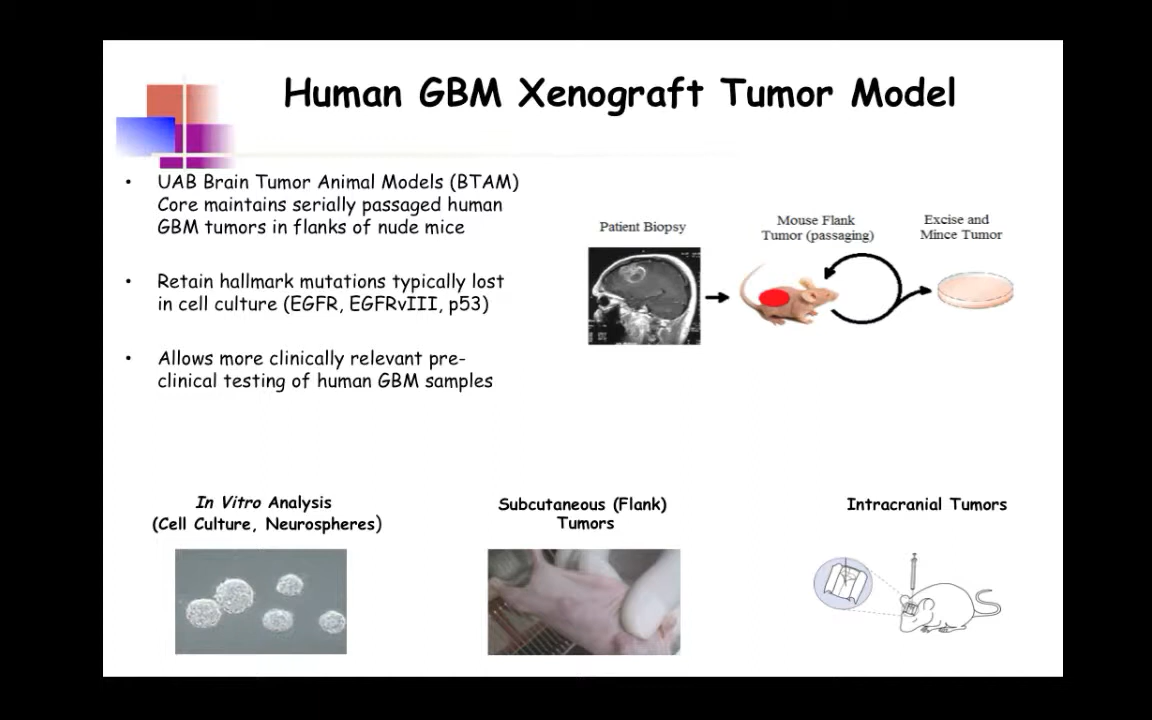 Human GBM Xenograft Tumor Model
• UAB Brain Tumor Animal Models (BTAM)
Core maintains serially passaged human
GBM tumors in flanks of nude mice
• Retain hallmark mutations typically lost
in cell culture (EGFR, EGFRvIII, p53)
• Allows more clinically relevant pre-
clinical testing of human GBM samples
Patient Biopsy
Mouse Flank
Tumor (passaging)
Excise and
Mince Tumor
In Vitro Analysis
(Cell Culture, Neurospheres)
Subcutaneous (Flank)
Tumors
Intracranial Tumors